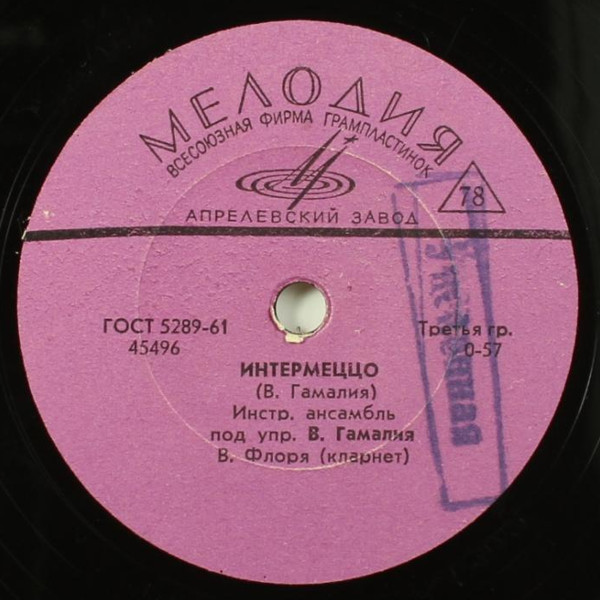 МЕЛОДИЯ
ВСЕСОЮЗНАЯ ФИРМА ГРАМПЛАСТИНОК
78
АПРЕЛЕВСКИЙ ЗАВОД
ГОСТ 5289-61
Третья гр.
45496
0-57
ИНТЕРМЕЦЦО
(В. Гамалия)
Инстр. ансамбль
под упр. В. Гамалия
В. Флоря (кларнет)